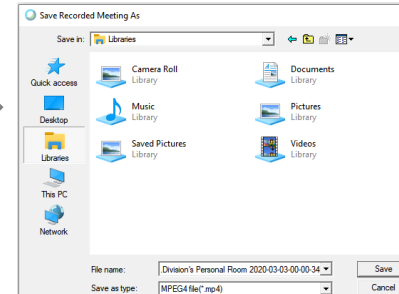 Save Recorded Meeting As
Save in: Libraries
Quick access
Desktop
Libraries
This PC
Network
Camera Roll
Library
Documents
Library
Music
Library
Pictures
Library
Saved Pictures
Library
Videos
Library
File name: .Division's Personal Room 2020-03-03-00-00-34 Save
Save as type: MPEG4 file(*.mp4) Cancel